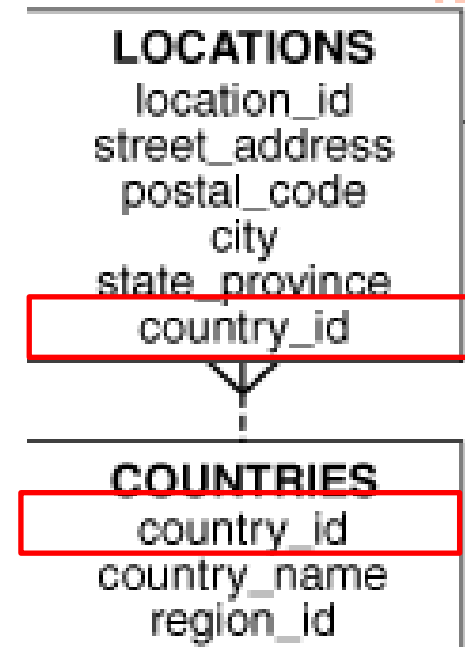 LOCATIONS
location_id
street_address
postal_code
city
state_province
country_id
COUNTRIES
country_id
country_name
region_id